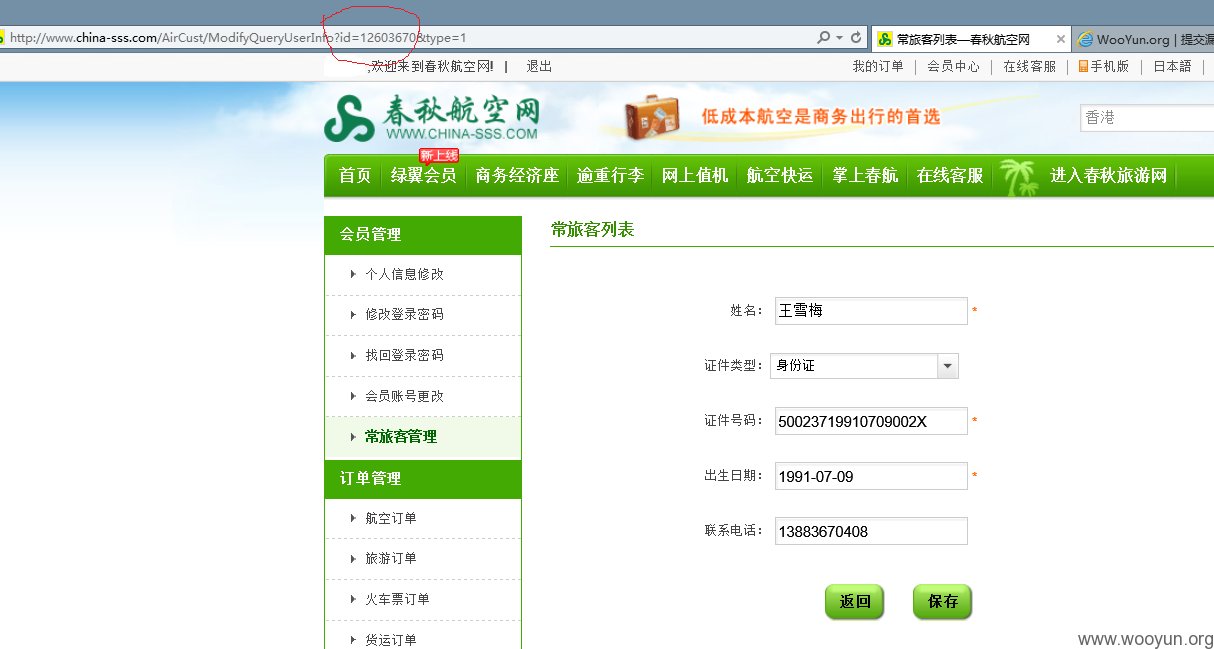 http://www.china-sss.com/AirCust/ModifyQueryUserInfo?id=12603670&type=1
常旅客列表—春秋航空网
WooYun.org | 提交漏
,欢迎来到春秋航空网! | 退出
我的订单 | 会员中心 | 在线客服 | 手机版 | 日本語 |
春秋航空网
WWW.CHINA-SSS.COM
低成本航空是商务出行的首选
香港
新上线
首页 绿翼会员 商务经济座 逾重行李 网上值机 航空快运 掌上春航 在线客服 进入春秋旅游网
会员管理
个人信息修改
修改登录密码
找回登录密码
会员账号更改
常旅客管理
订单管理
航空订单
旅游订单
火车票订单
货运订单
常旅客列表
姓名: 王雪梅 *
证件类型: 身份证
证件号码: 50023719910709002X *
出生日期: 1991-07-09 *
联系电话: 13883670408
返回 保存
www.wooyun.org